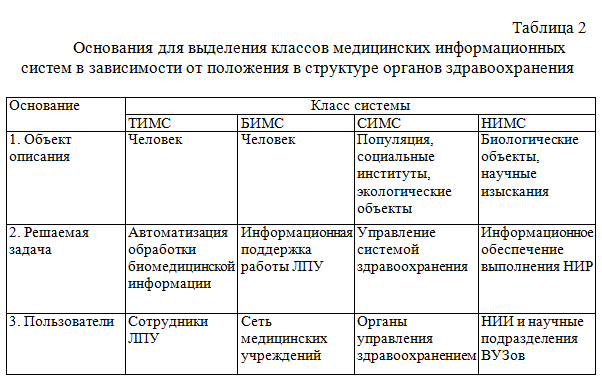 Таблица 2
Основания для выделения классов медицинских информационных
систем в зависимости от положения в структуре органов здравоохранения
Основание
Класс системы
ТИМС
БИМС
СИМС
НИМС
1. Объект
описания
Человек
Человек
Популяция,
социальные
институты,
экологические
объекты
Биологические
объекты,
научные
изыскания
2. Решаемая
задача
Автоматизация
обработки
биомедицинской
информации
Информационная
поддержка
работы ЛПУ
Управление
системой
здравоохранения
Информационное
обеспечение
выполнения НИР
3. Пользователи
Сотрудники
ЛПУ
Сеть
медицинских
учреждений
Органы
управления
здравоохранением
НИИ и научные
подразделения
ВУЗов